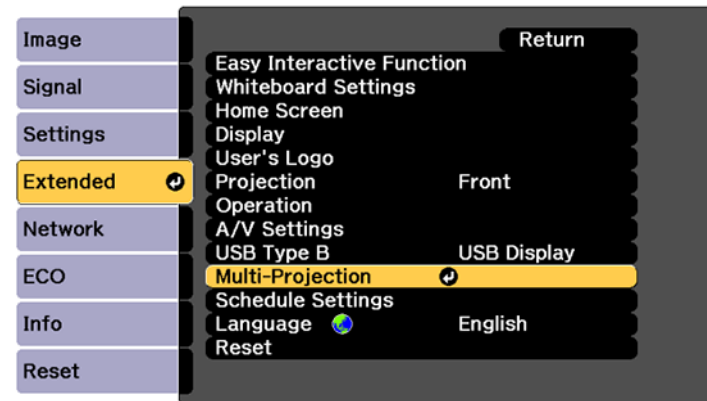 Image
Signal
Settings
Extended
Network
ECO
Info
Reset
Return
Easy Interactive Function
Whiteboard Settings
Home Screen
Display
User's Logo
Projection Front
Operation
A/V Settings
USB Type B USB Display
Multi-Projection
Schedule Settings
Language English
Reset